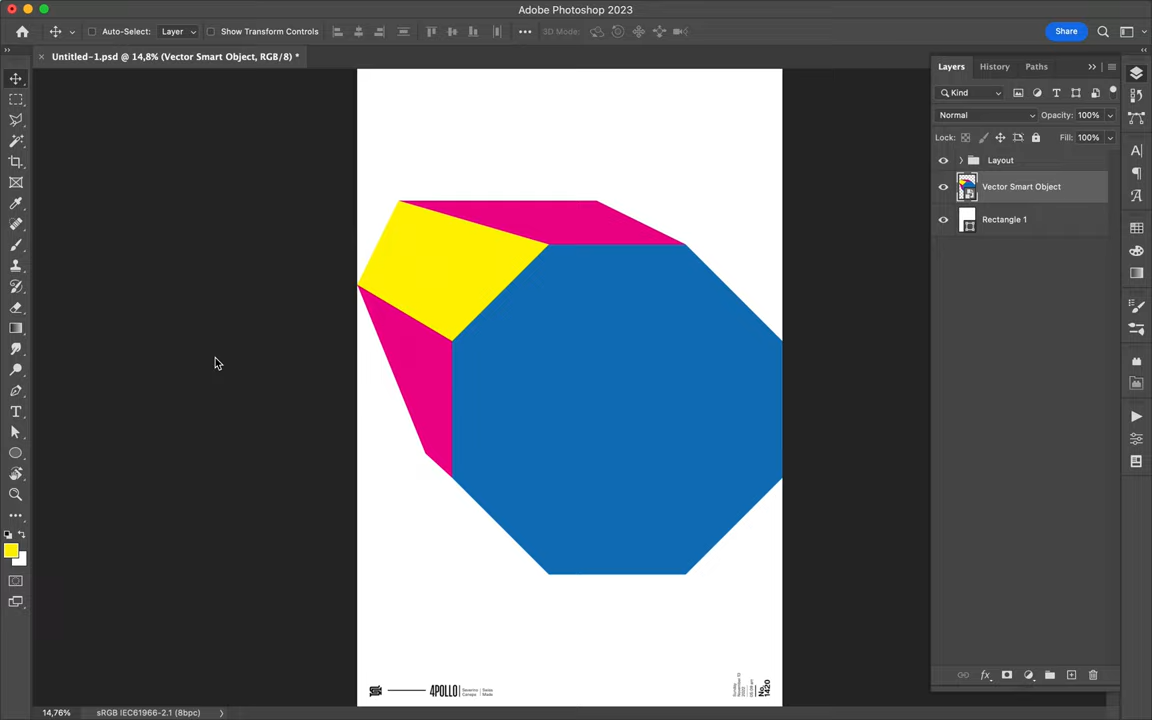 Adobe Photoshop 2023
Auto-Select: Layer Show Transform Controls 3D Mode: Share
Untitled-1.psd @ 14,8% (Vector Smart Object, RGB/8) *
Layers History Paths
Kind
Normal Opacity: 100%
Lock: Fill: 100%
Layout
Vector Smart Object
Rectangle 1
4POLLO
No. 1420
14,76% sRGB IEC61966-2.1 (8bpc)